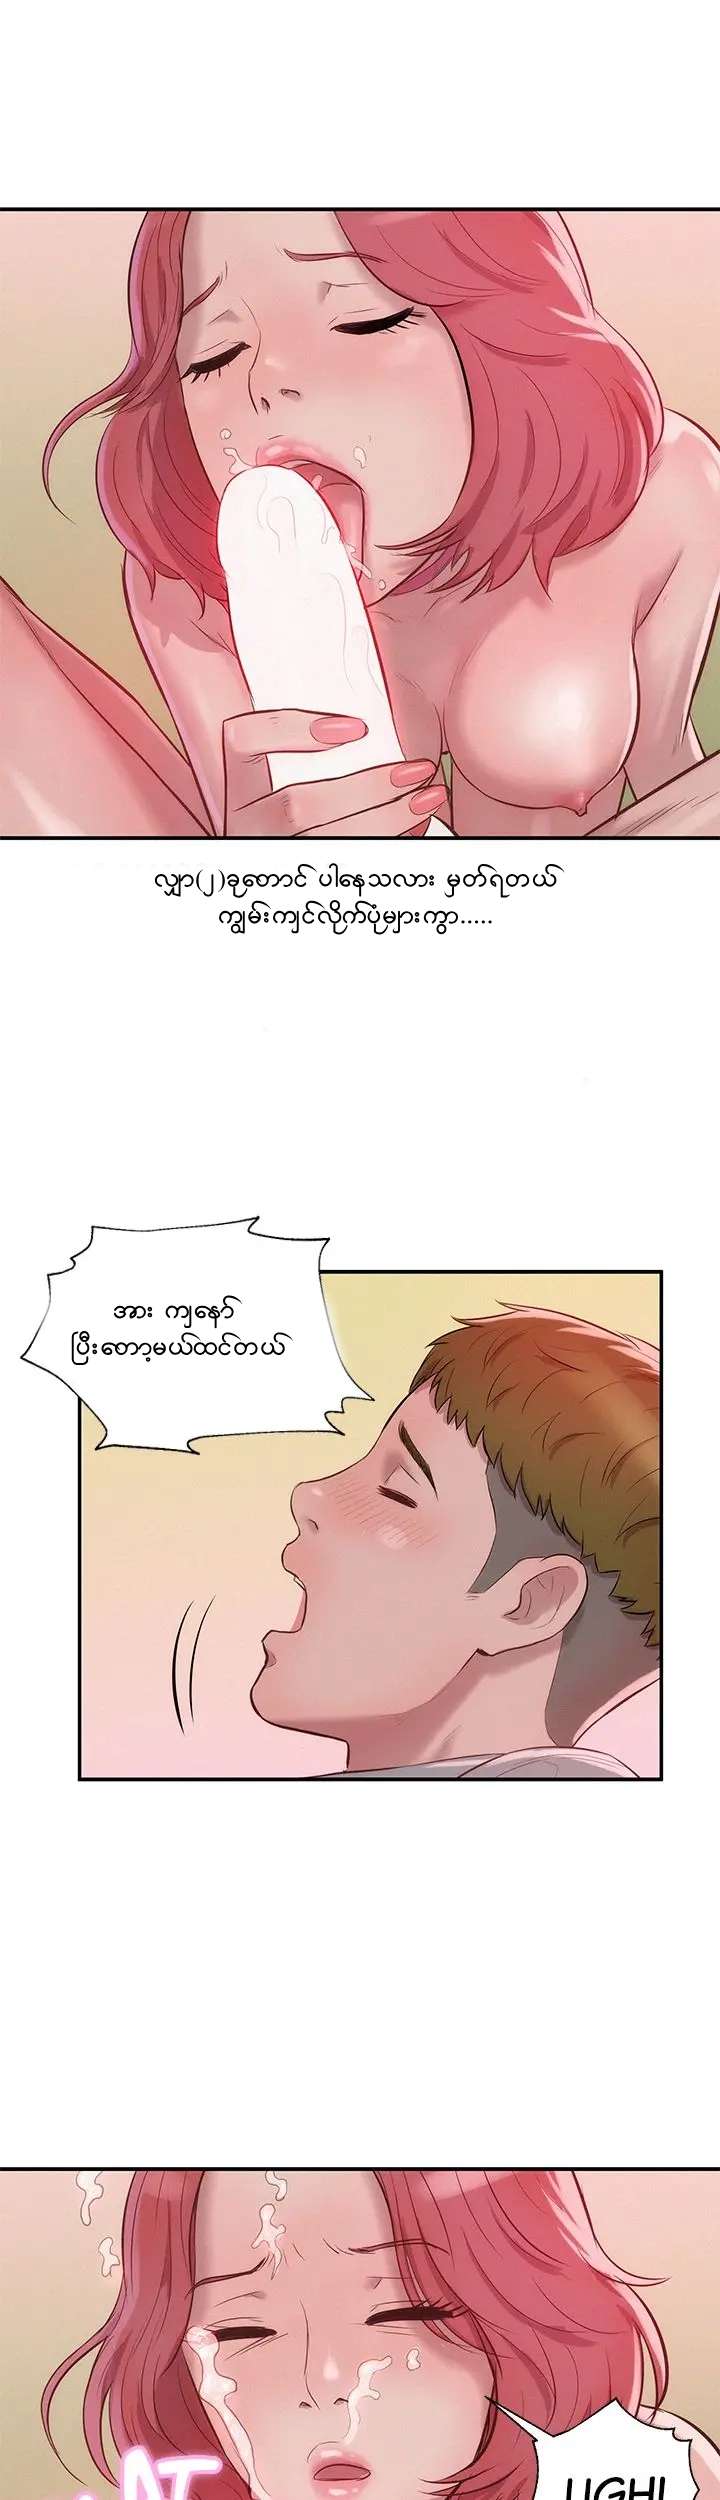 လျှာ(၂)ခုတောင် ပါနေသလား မှတ်ရတယ်
ကျွမ်းကျင်လိုက်ပုံများကွာ.....
အား ကျနော်
ပြီးတော့မယ်ထင်တယ်
UGH!